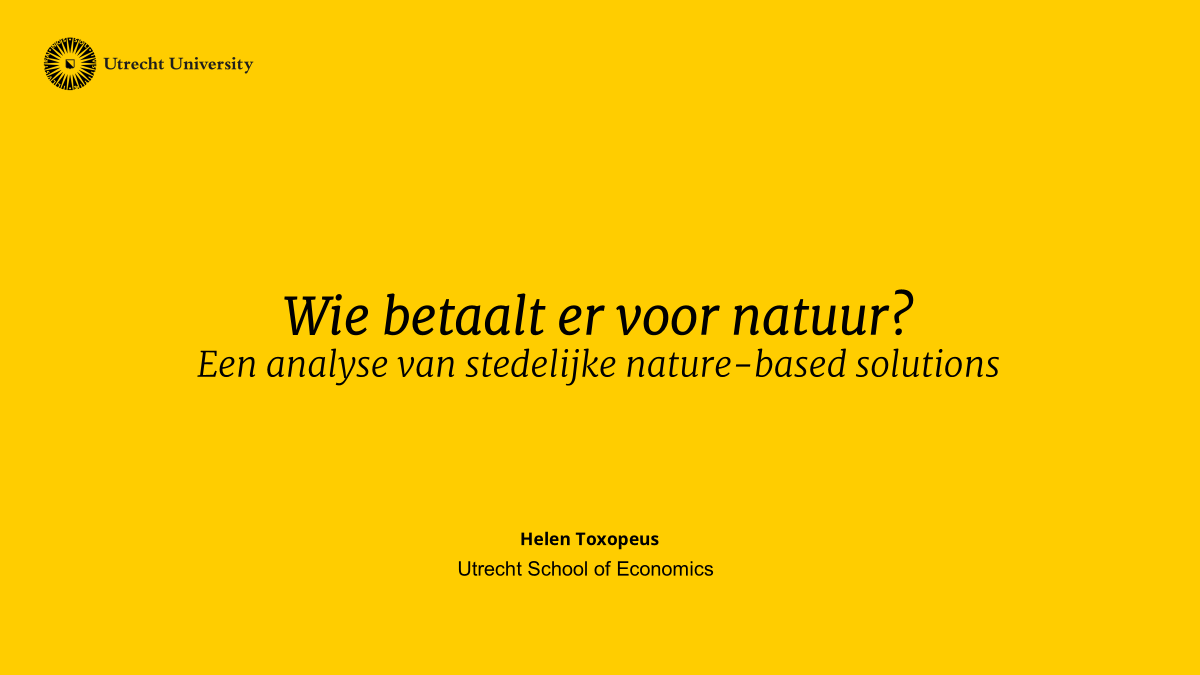 Utrecht University
Wie betaalt er voor natuur?
Een analyse van stedelijke nature-based solutions
Helen Toxopeus
Utrecht School of Economics